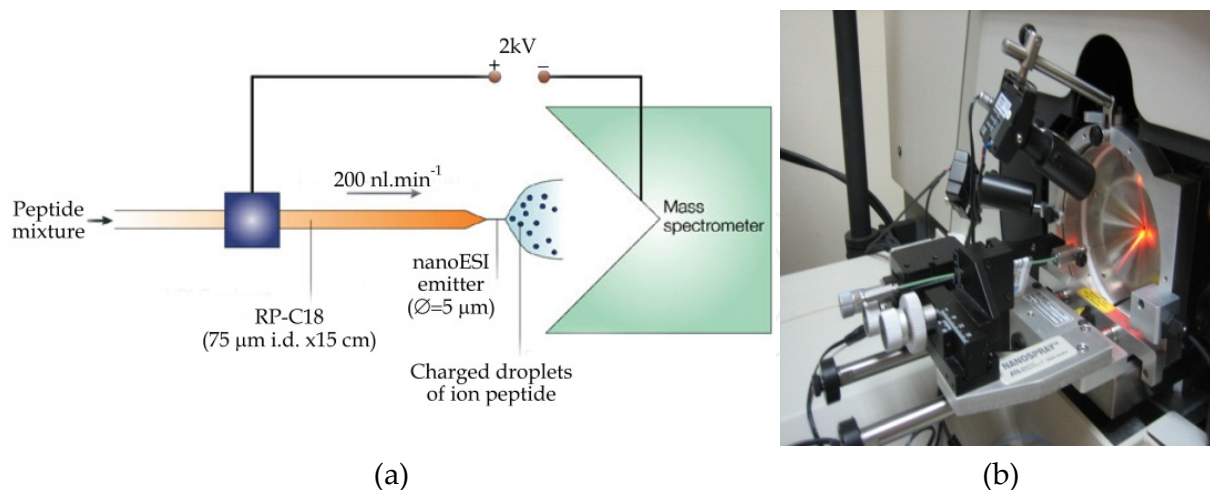 2kV
+ −
200 nl.min⁻¹
Peptide
mixture
Mass
spectrometer
nanoESI
emitter
(Ø=5 µm)
RP-C18
(75 µm i.d. x15 cm)
Charged droplets
of ion peptide
NANOSPRAY
(a)
(b)